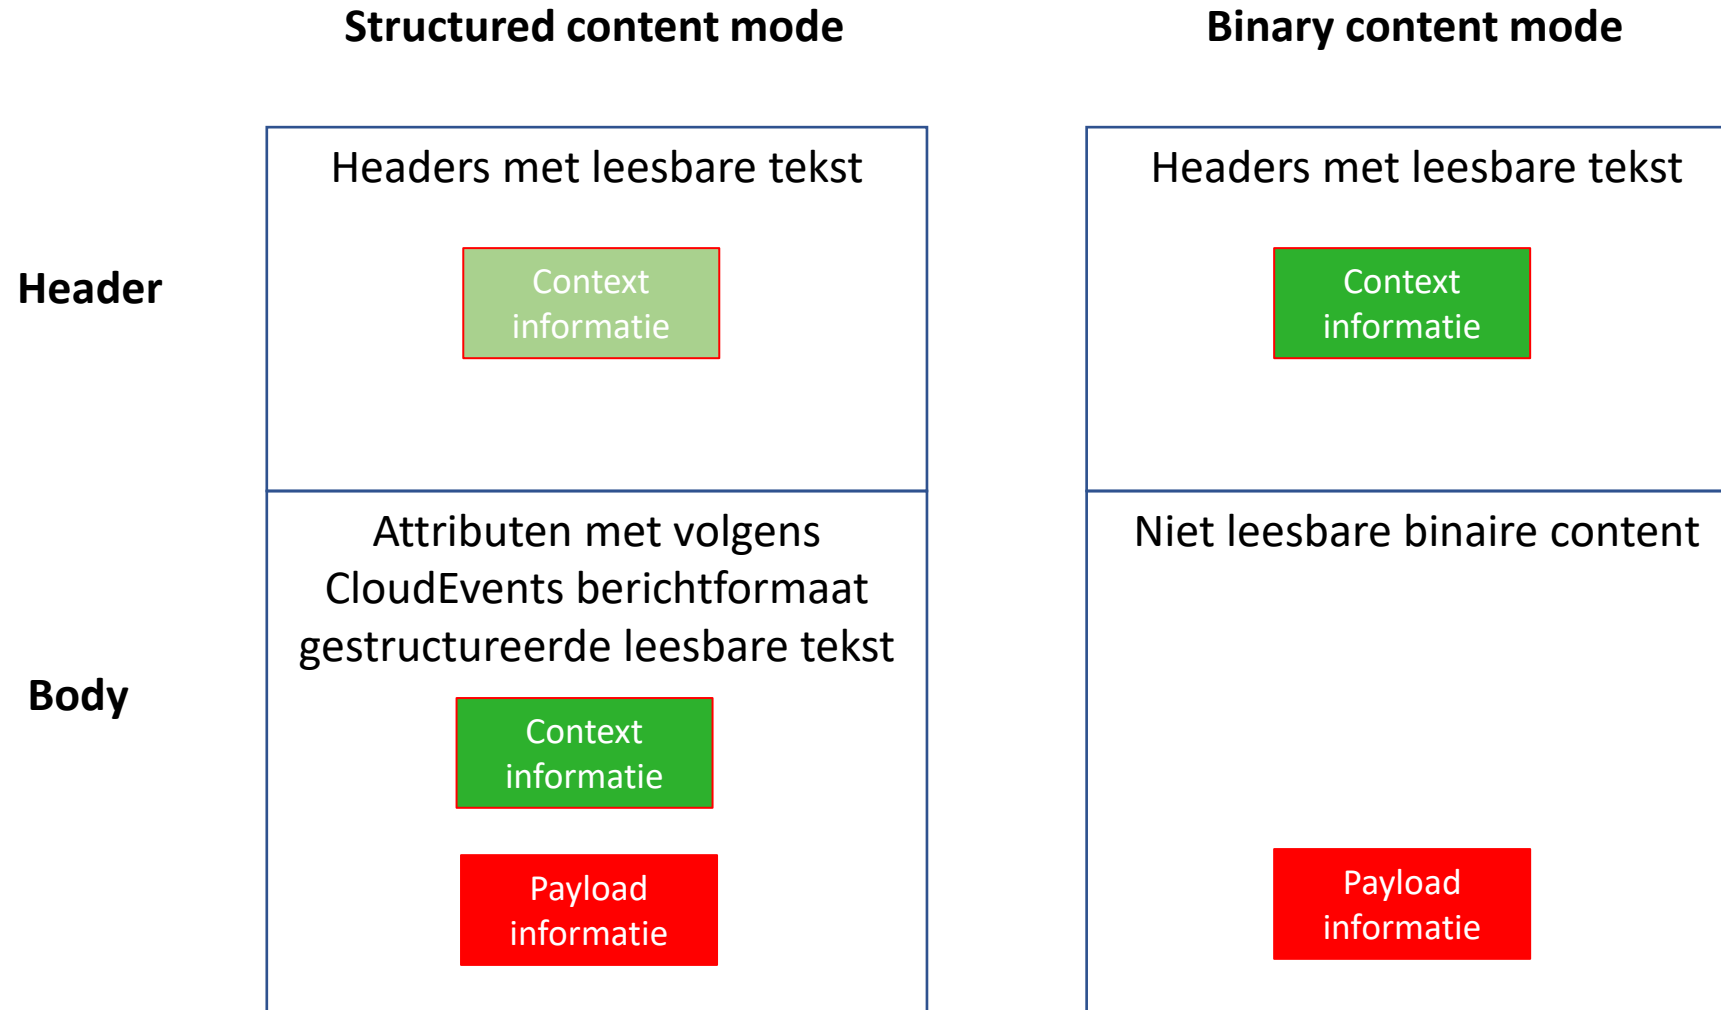 Structured content mode
Binary content mode
Header
Headers met leesbare tekst
Context
informatie
Headers met leesbare tekst
Context
informatie
Body
Attributen met volgens
CloudEvents berichtformaat
gestructureerde leesbare tekst
Context
informatie
Payload
informatie
Niet leesbare binaire content
Payload
informatie